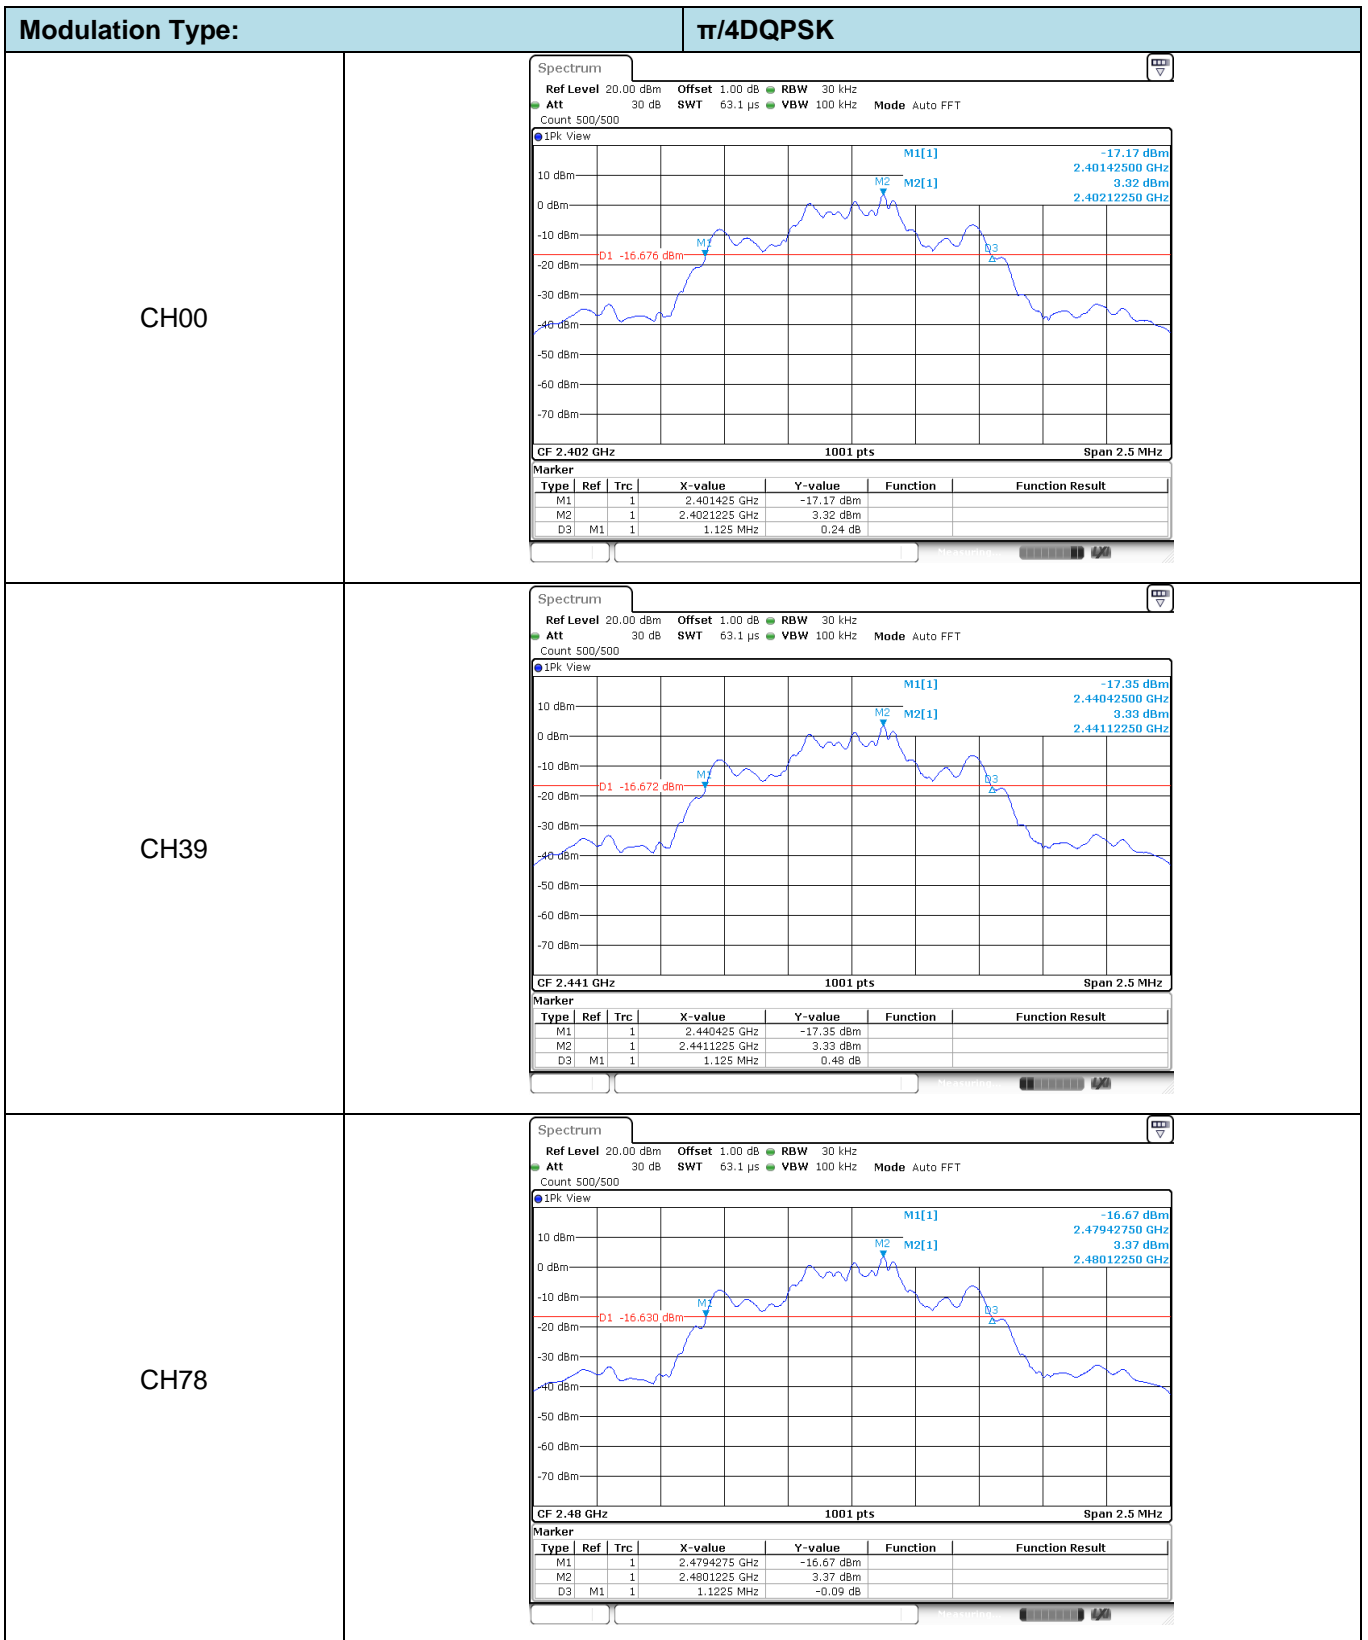 Modulation Type: π/4DQPSK
CH00
Spectrum
Ref Level 20.00 dBm Offset 1.00 dB RBW 30 kHz
Att 30 dB SWT 63.1 µs VBW 100 kHz Mode Auto FFT
Count 500/500
1Pk View
M1[1] -17.17 dBm
2.40142500 GHz
M2[1] 3.32 dBm
2.40212250 GHz
10 dBm
M2
0 dBm
-10 dBm
M1
D3
D1 -16.676 dBm
-20 dBm
-30 dBm
-40 dBm
-50 dBm
-60 dBm
-70 dBm
CF 2.402 GHz 1001 pts Span 2.5 MHz
Marker
Type Ref Trc X-value Y-value Function Function Result
M1 1 2.401425 GHz -17.17 dBm
M2 1 2.4021225 GHz 3.32 dBm
D3 M1 1 1.125 MHz 0.24 dB
Measuring...
CH39
Spectrum
Ref Level 20.00 dBm Offset 1.00 dB RBW 30 kHz
Att 30 dB SWT 63.1 µs VBW 100 kHz Mode Auto FFT
Count 500/500
1Pk View
M1[1] -17.35 dBm
2.44042500 GHz
M2[1] 3.33 dBm
2.44112250 GHz
10 dBm
M2
0 dBm
-10 dBm
M1
D3
D1 -16.672 dBm
-20 dBm
-30 dBm
-40 dBm
-50 dBm
-60 dBm
-70 dBm
CF 2.441 GHz 1001 pts Span 2.5 MHz
Marker
Type Ref Trc X-value Y-value Function Function Result
M1 1 2.440425 GHz -17.35 dBm
M2 1 2.4411225 GHz 3.33 dBm
D3 M1 1 1.125 MHz 0.48 dB
Measuring...
CH78
Spectrum
Ref Level 20.00 dBm Offset 1.00 dB RBW 30 kHz
Att 30 dB SWT 63.1 µs VBW 100 kHz Mode Auto FFT
Count 500/500
1Pk View
M1[1] -16.67 dBm
2.47942750 GHz
M2[1] 3.37 dBm
2.48012250 GHz
10 dBm
M2
0 dBm
-10 dBm
M1
D3
D1 -16.630 dBm
-20 dBm
-30 dBm
-40 dBm
-50 dBm
-60 dBm
-70 dBm
CF 2.48 GHz 1001 pts Span 2.5 MHz
Marker
Type Ref Trc X-value Y-value Function Function Result
M1 1 2.4794275 GHz -16.67 dBm
M2 1 2.4801225 GHz 3.37 dBm
D3 M1 1 1.1225 MHz -0.09 dB
Measuring...